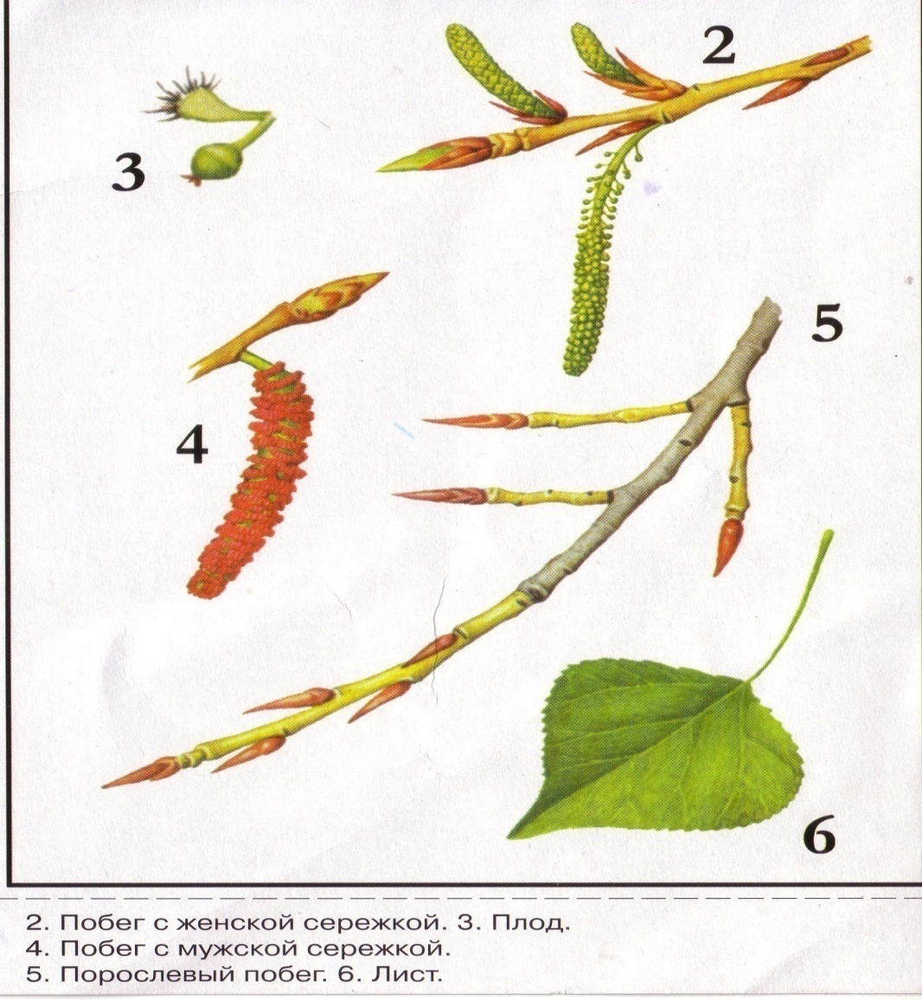 2
3
4
5
6
2. Побег с женской сережкой. 3. Плод.
4. Побег с мужской сережкой.
5. Порослевый побег. 6. Лист.